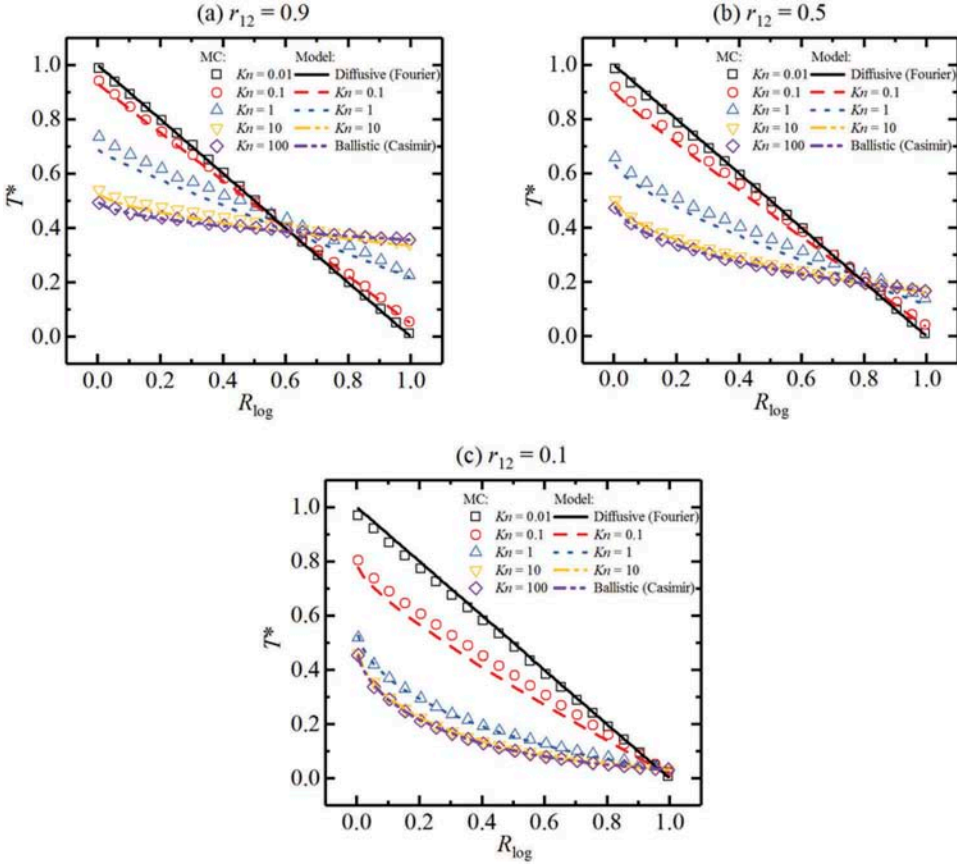 (a) r12 = 0.9
MC: Model:
Kn = 0.01 Diffusive (Fourier)
Kn = 0.1 Kn = 0.1
Kn = 1 Kn = 1
Kn = 10 Kn = 10
Kn = 100 Ballistic (Casimir)
1.0
0.8
0.6
0.4
0.2
0.0
T*
0.0 0.2 0.4 0.6 0.8 1.0
Rlog
(b) r12 = 0.5
MC: Model:
Kn = 0.01 Diffusive (Fourier)
Kn = 0.1 Kn = 0.1
Kn = 1 Kn = 1
Kn = 10 Kn = 10
Kn = 100 Ballistic (Casimir)
1.0
0.8
0.6
0.4
0.2
0.0
T*
0.0 0.2 0.4 0.6 0.8 1.0
Rlog
(c) r12 = 0.1
MC: Model:
Kn = 0.01 Diffusive (Fourier)
Kn = 0.1 Kn = 0.1
Kn = 1 Kn = 1
Kn = 10 Kn = 10
Kn = 100 Ballistic (Casimir)
1.0
0.8
0.6
0.4
0.2
0.0
T*
0.0 0.2 0.4 0.6 0.8 1.0
Rlog